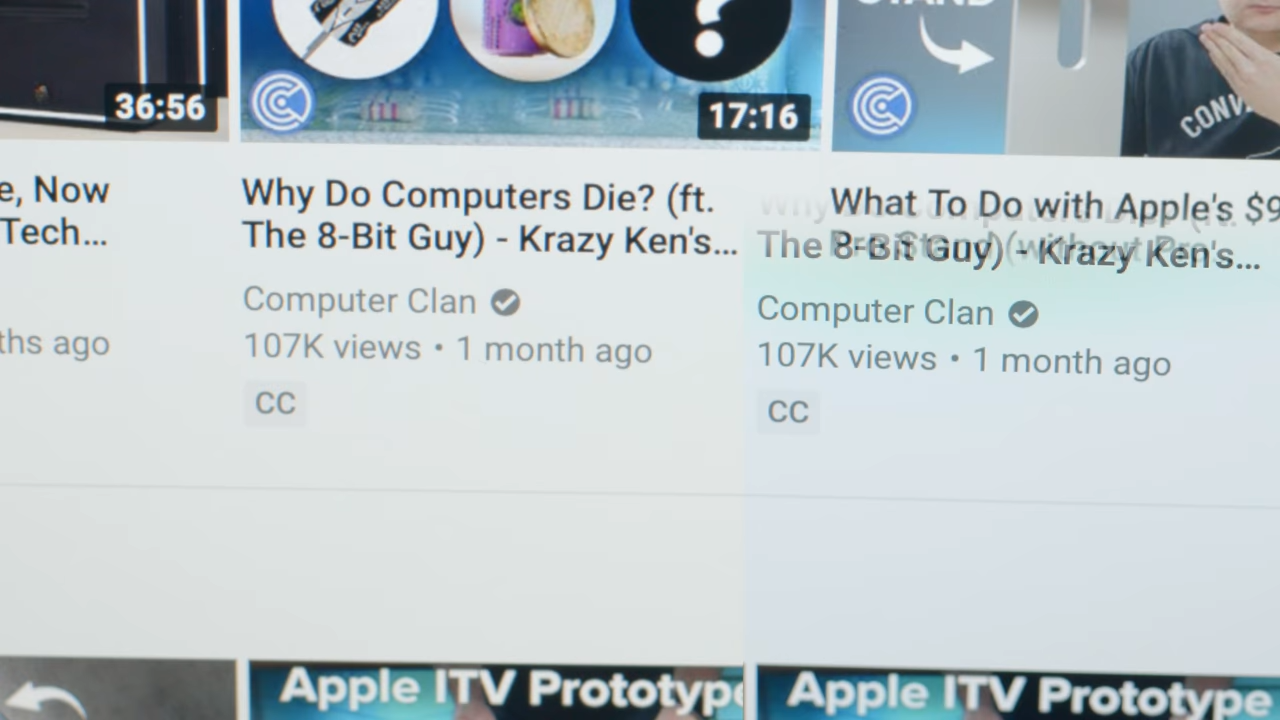 STAND
36:56
17:16
CONV
e, Now
Tech...
ths ago
Why Do Computers Die? (ft.
The 8-Bit Guy) - Krazy Ken's...
Computer Clan
107K views • 1 month ago
CC
What To Do with Apple's $9
The 8-Bit Guy) - Krazy Ken's...
Computer Clan
107K views • 1 month ago
CC
Apple ITV Prototype
Apple ITV Prototype